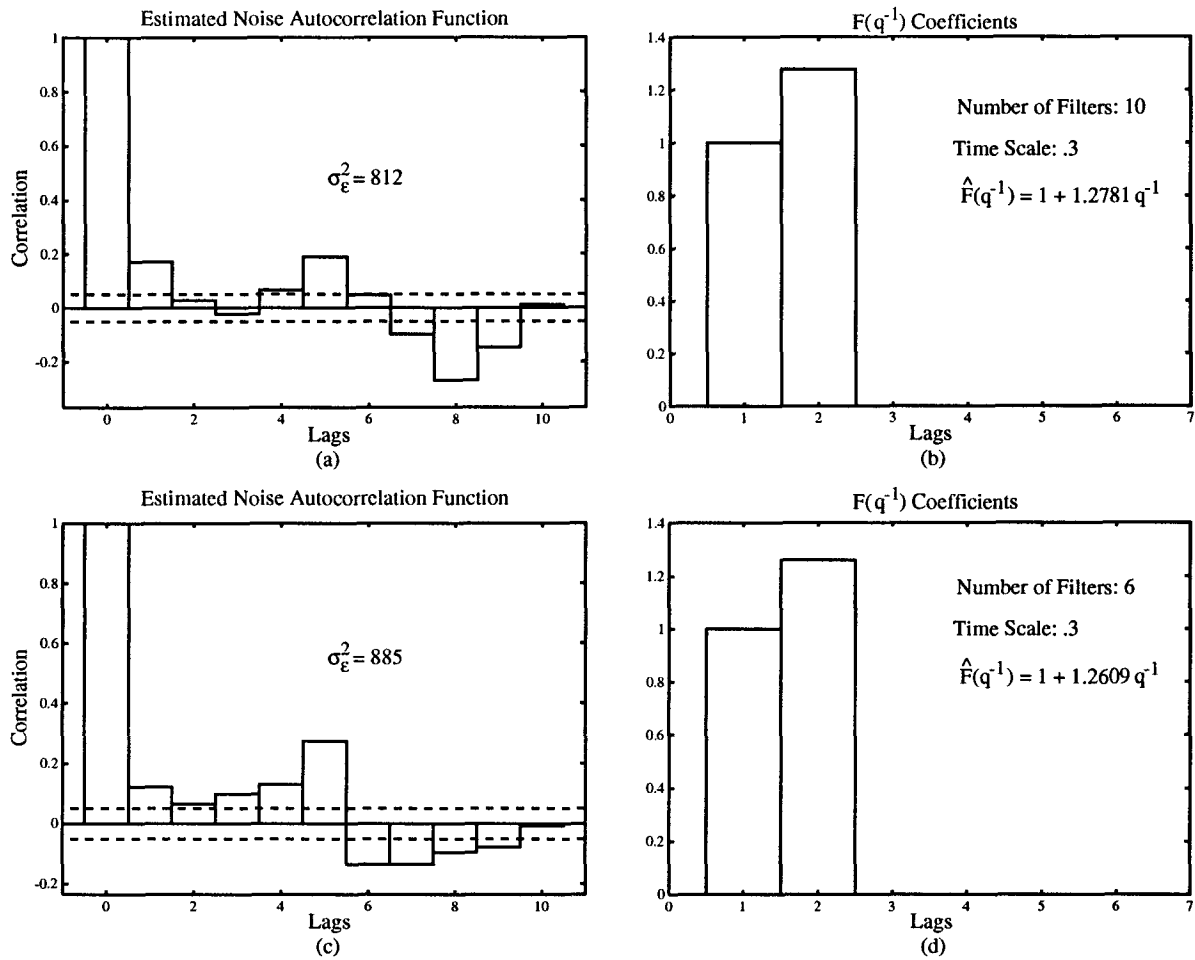 Estimated Noise Autocorrelation Function
1
0.8
0.6
0.4
0.2
0
-0.2
Correlation
σ_ε^2 = 812
0 2 4 6 8 10
Lags
(a)
F(q^-1) Coefficients
1.4
1.2
1
0.8
0.6
0.4
0.2
0
Number of Filters: 10
Time Scale: .3
F̂(q^-1) = 1 + 1.2781 q^-1
0 1 2 3 4 5 6 7
Lags
(b)
Estimated Noise Autocorrelation Function
1
0.8
0.6
0.4
0.2
0
-0.2
Correlation
σ_ε^2 = 885
0 2 4 6 8 10
Lags
(c)
F(q^-1) Coefficients
1.4
1.2
1
0.8
0.6
0.4
0.2
0
Number of Filters: 6
Time Scale: .3
F̂(q^-1) = 1 + 1.2609 q^-1
0 1 2 3 4 5 6 7
Lags
(d)